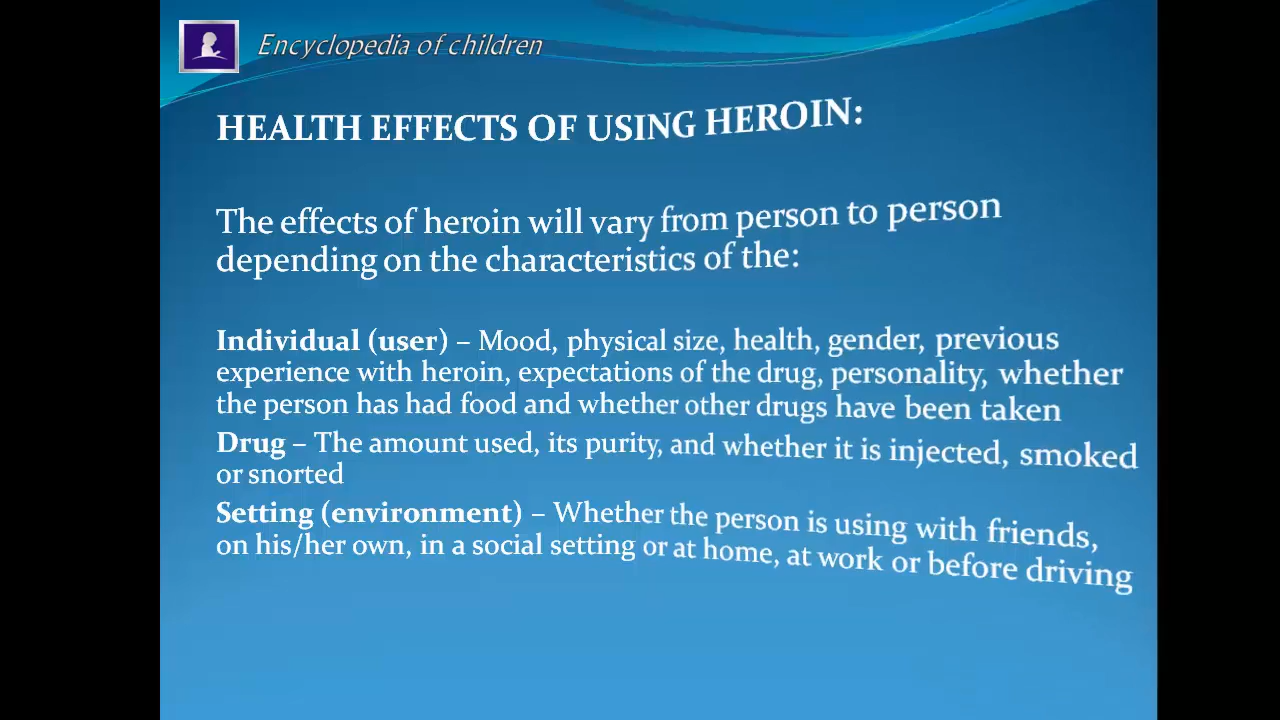 Encyclopedia of children
HEALTH EFFECTS OF USING HEROIN:
The effects of heroin will vary from person to person
depending on the characteristics of the:
Individual (user) – Mood, physical size, health, gender, previous
experience with heroin, expectations of the drug, personality, whether
the person has had food and whether other drugs have been taken
Drug – The amount used, its purity, and whether it is injected, smoked
or snorted
Setting (environment) – Whether the person is using with friends,
on his/her own, in a social setting or at home, at work or before driving